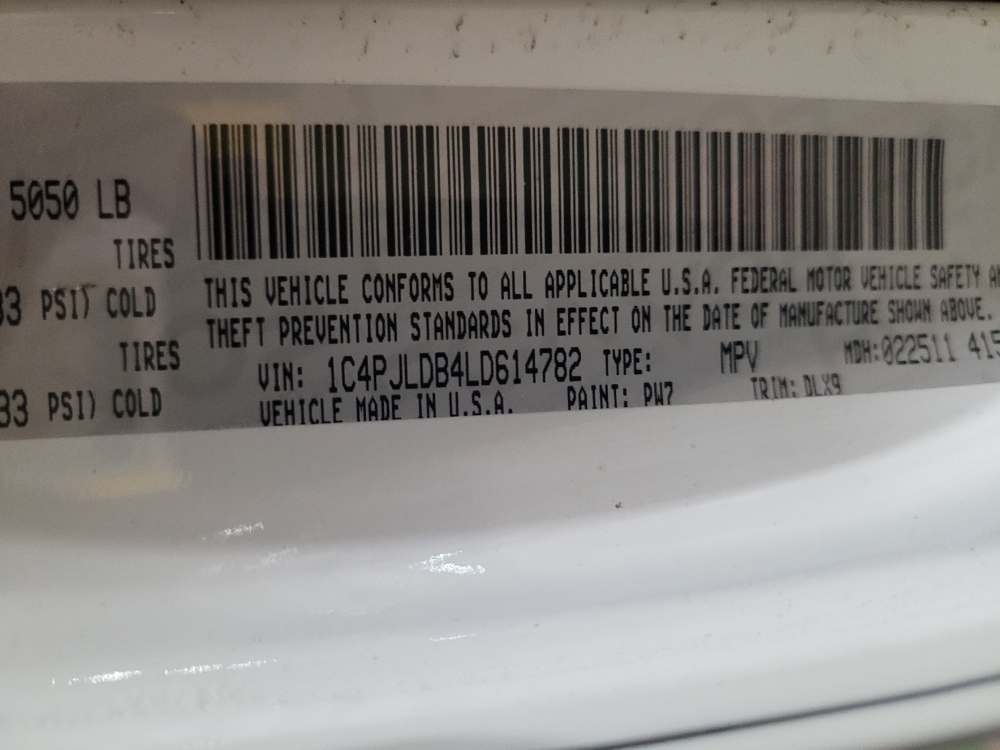 5050 LB
TIRES
33 PSI) COLD
TIRES
33 PSI) COLD
THIS VEHICLE CONFORMS TO ALL APPLICABLE U.S.A. FEDERAL MOTOR VEHICLE SAFETY
THEFT PREVENTION STANDARDS IN EFFECT ON THE DATE OF MANUFACTURE SHOWN ABOVE.
VIN: 1C4PJLDB4LD614782 TYPE: MPV MDH:022511 415
VEHICLE MADE IN U.S.A. PAINT: PW7 TRIM: DLX9